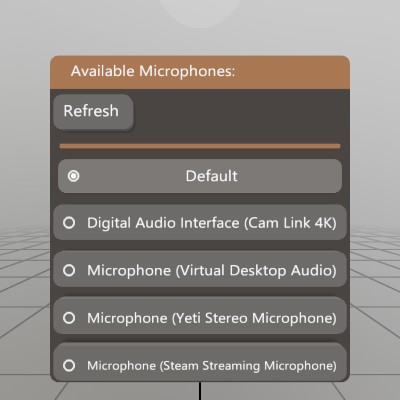 Available Microphones:
Refresh
Default
Digital Audio Interface (Cam Link 4K)
Microphone (Virtual Desktop Audio)
Microphone (Yeti Stereo Microphone)
Microphone (Steam Streaming Microphone)